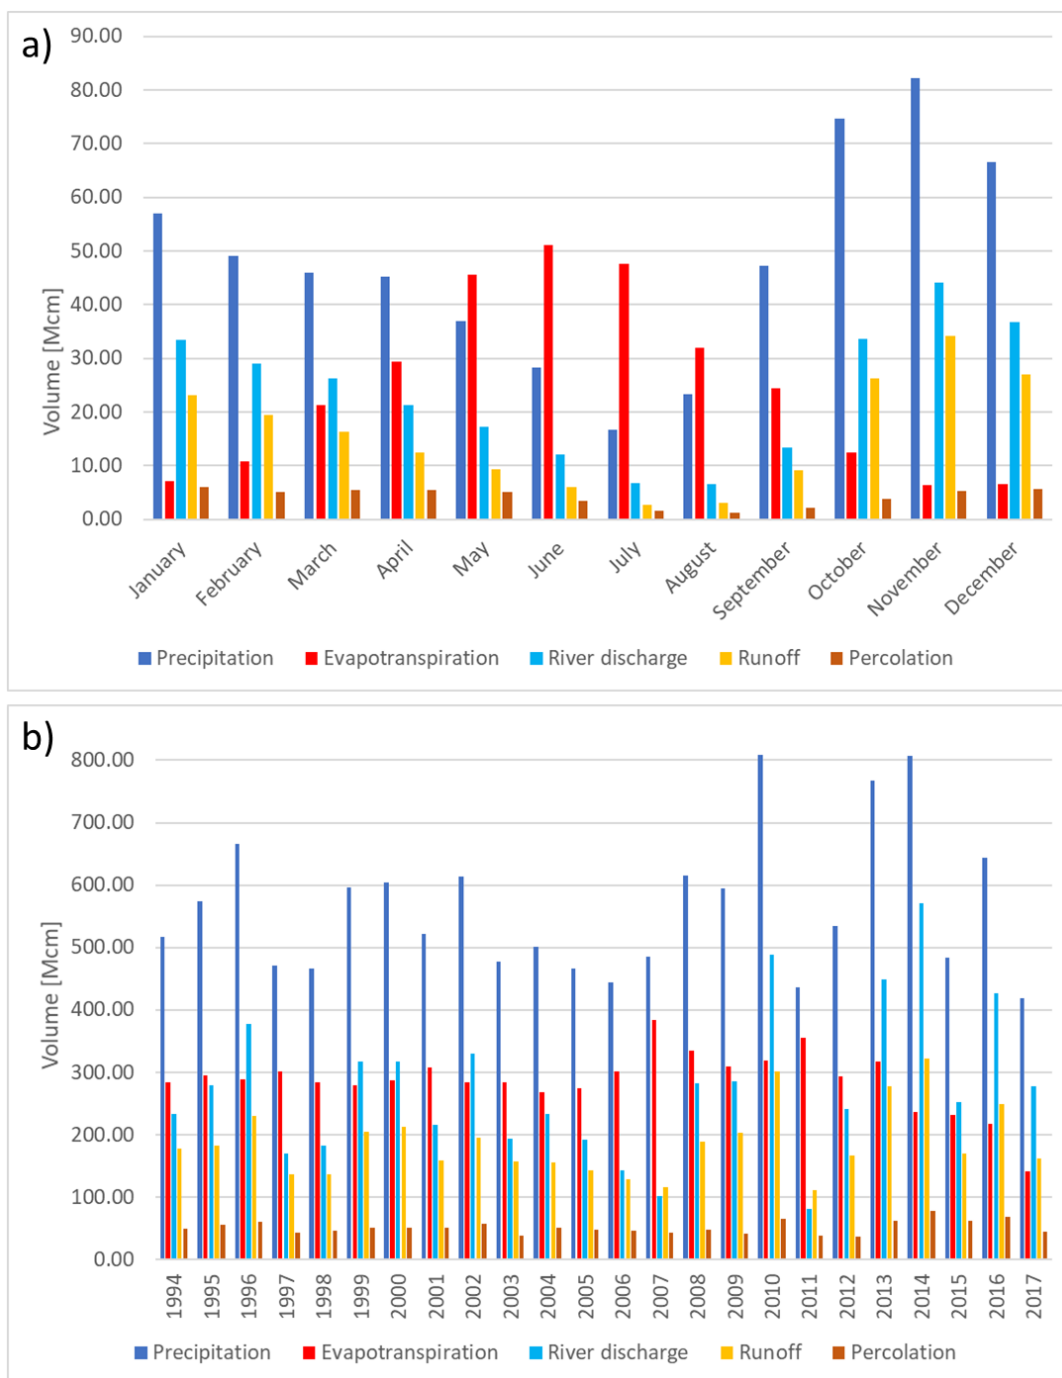 a)
90.00
80.00
70.00
60.00
50.00
40.00
30.00
20.00
10.00
0.00
Volume [Mcm]
January February March April May June July August September October November December
Precipitation Evapotranspiration River discharge Runoff Percolation
b)
800.00
700.00
600.00
500.00
400.00
300.00
200.00
100.00
0.00
Volume [Mcm]
1994 1995 1996 1997 1998 1999 2000 2001 2002 2003 2004 2005 2006 2007 2008 2009 2010 2011 2012 2013 2014 2015 2016 2017
Precipitation Evapotranspiration River discharge Runoff Percolation